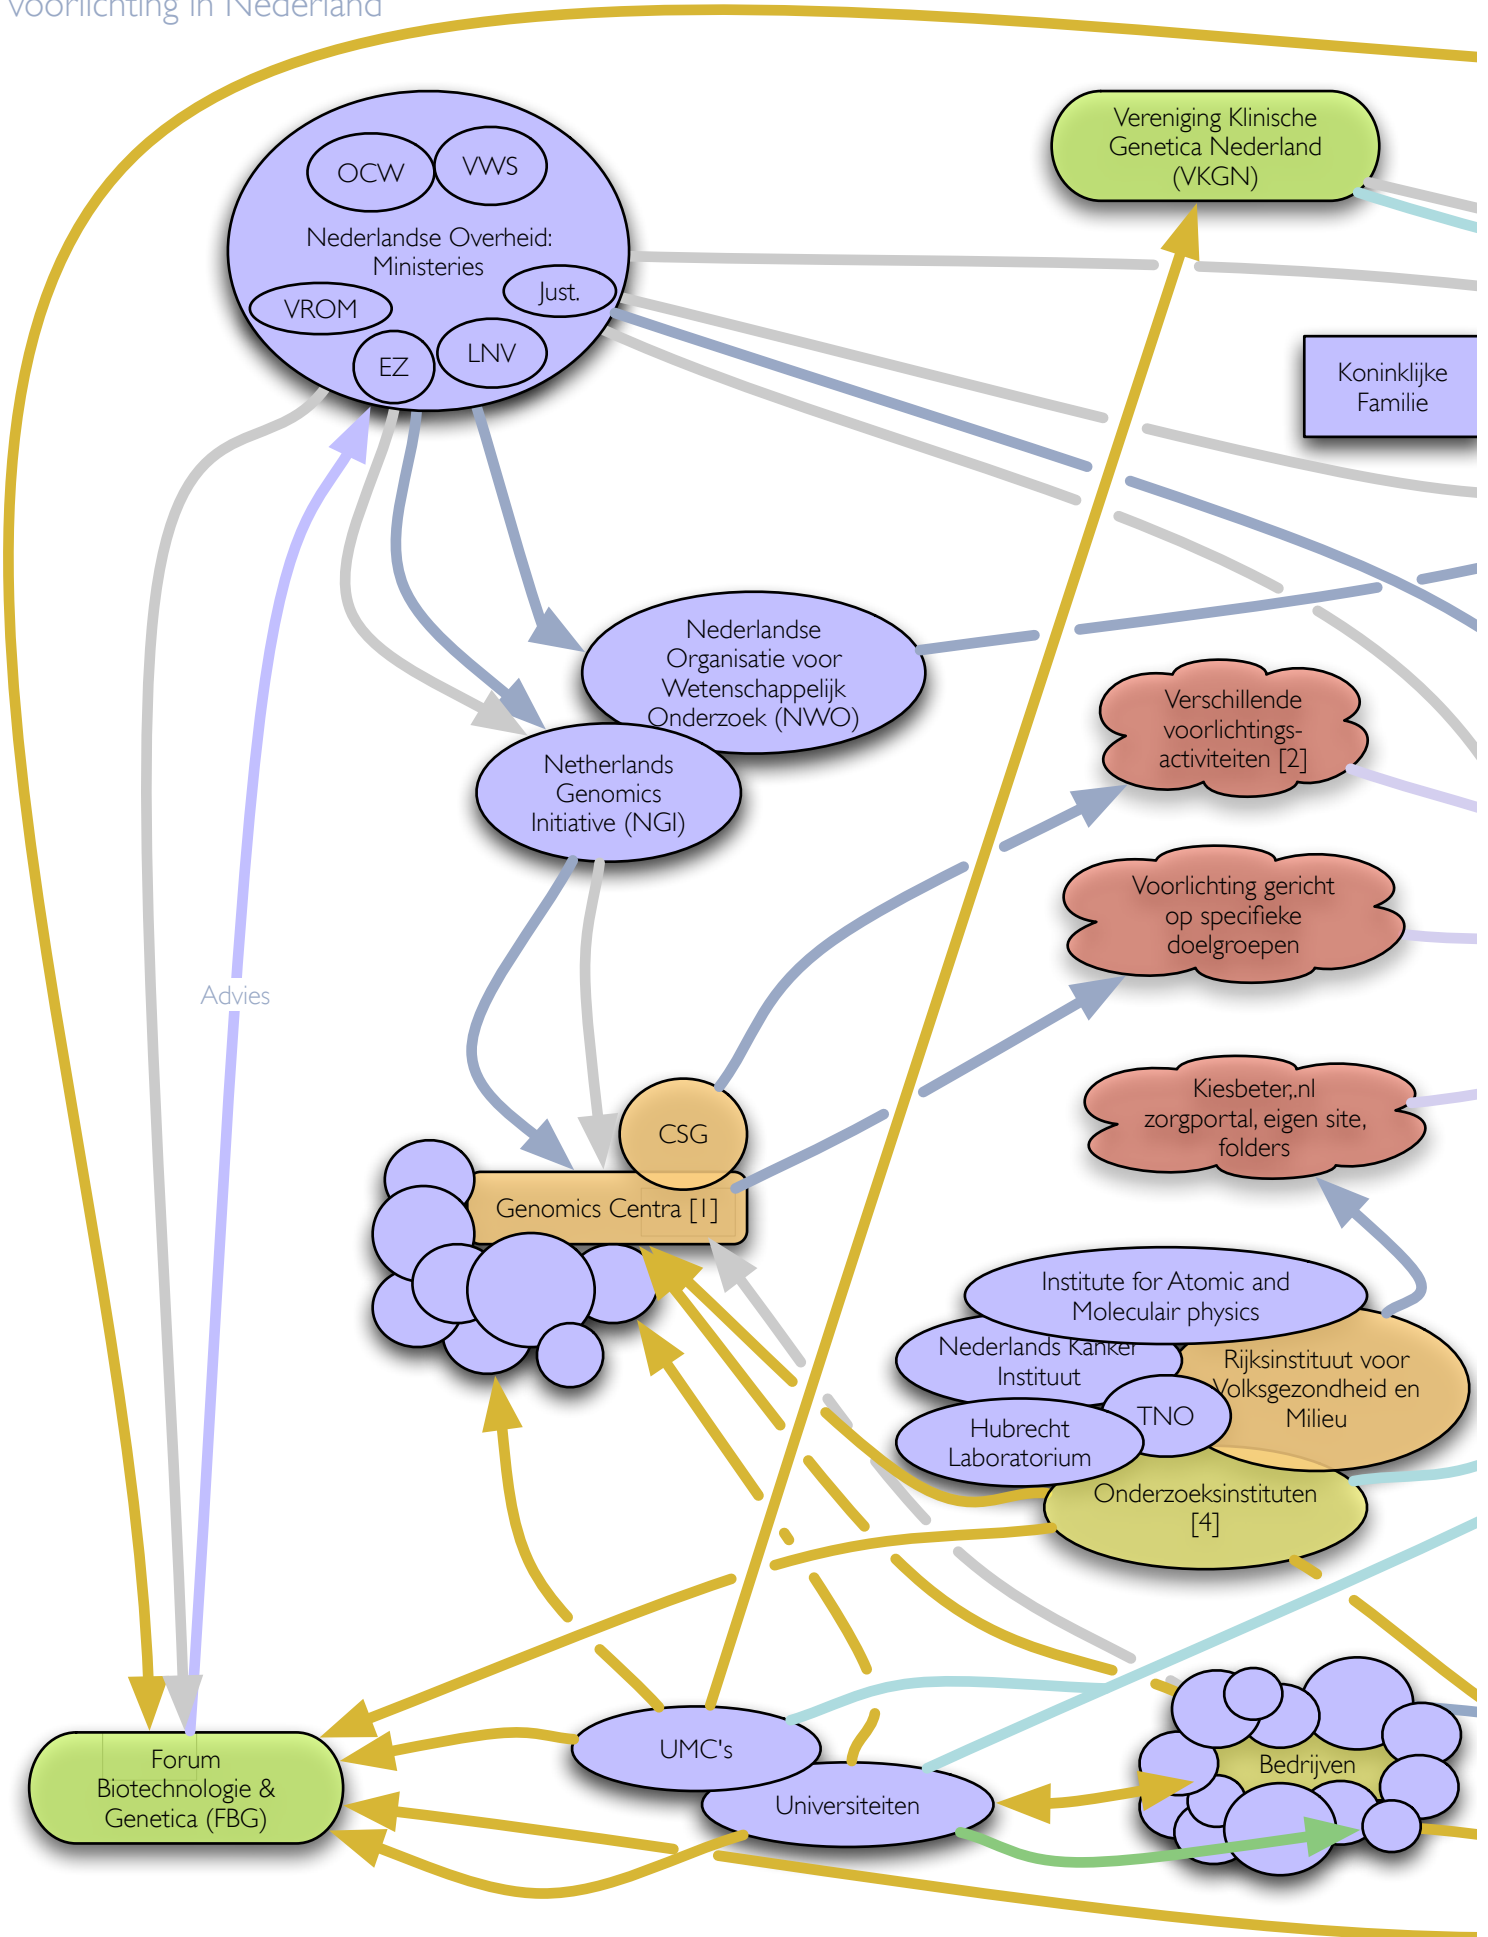 voorlichting in Nederland
OCW
VWS
Nederlandse Overheid:
Ministeries
VROM
Just.
EZ
LNV
Vereniging Klinische
Genetica Nederland
(VKGN)
Koninklijke
Familie
Nederlandse
Organisatie voor
Wetenschappelijk
Onderzoek (NWO)
Netherlands
Genomics
Initiative (NGI)
Verschillende
voorlichtings-
activiteiten [2]
Voorlichting gericht
op specifieke
doelgroepen
Advies
Kiesbeter,.nl
zorgportal, eigen site,
folders
CSG
Genomics Centra [1]
Institute for Atomic and
Moleculair physics
Nederlands Kanker
Instituut
Rijksinstituut voor
Volksgezondheid en
Milieu
TNO
Hubrecht
Laboratorium
Onderzoeksinstituten
[4]
UMC's
Universiteiten
Bedrijven
Forum
Biotechnologie &
Genetica (FBG)